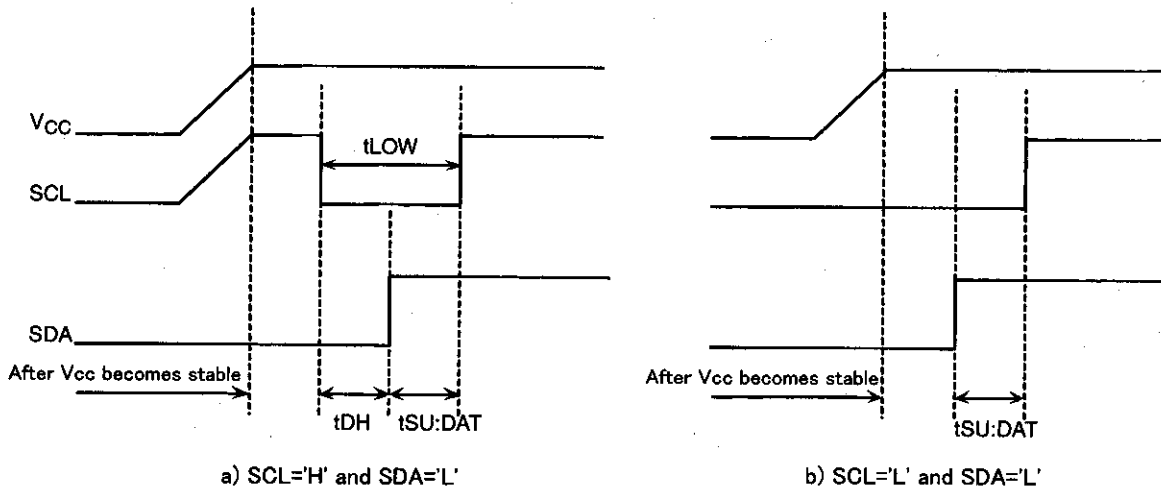 VCC
tLOW
SCL
SDA
After Vcc becomes stable
tDH
tSU:DAT
a) SCL='H' and SDA='L'
After Vcc becomes stable
tSU:DAT
b) SCL='L' and SDA='L'